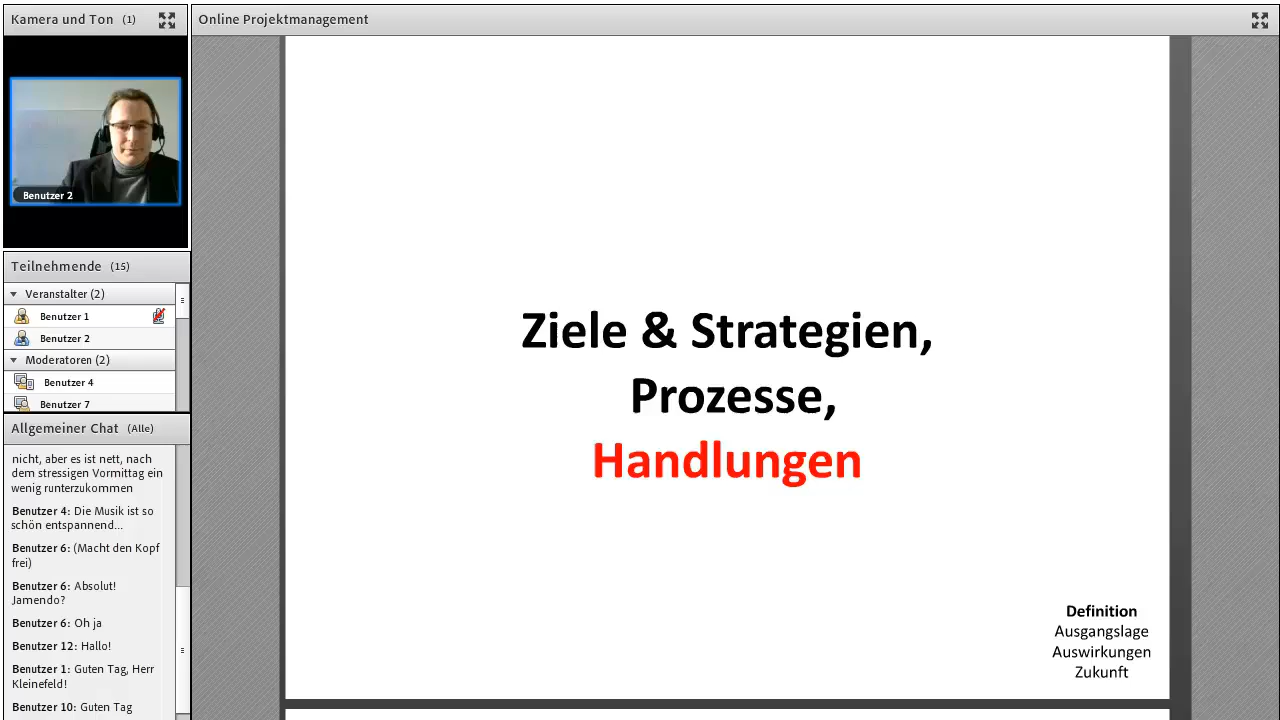 Kamera und Ton (1)
Benutzer 2
Teilnehmende (15)
Veranstalter (2)
Benutzer 1
Benutzer 2
Moderatoren (2)
Benutzer 4
Benutzer 7
Allgemeiner Chat (Alle)
nicht, aber es ist nett, nach
dem stressigen Vormittag ein
wenig runterzukommen
Benutzer 4: Die Musik ist so
schön entspannend...
Benutzer 6: (Macht den Kopf
frei)
Benutzer 6: Absolut!
Jamendo?
Benutzer 6: Oh ja
Benutzer 12: Hallo!
Benutzer 1: Guten Tag, Herr
Kleinefeld!
Benutzer 10: Guten Tag
Online Projektmanagement
Ziele & Strategien,
Prozesse,
Handlungen
Definition
Ausgangslage
Auswirkungen
Zukunft